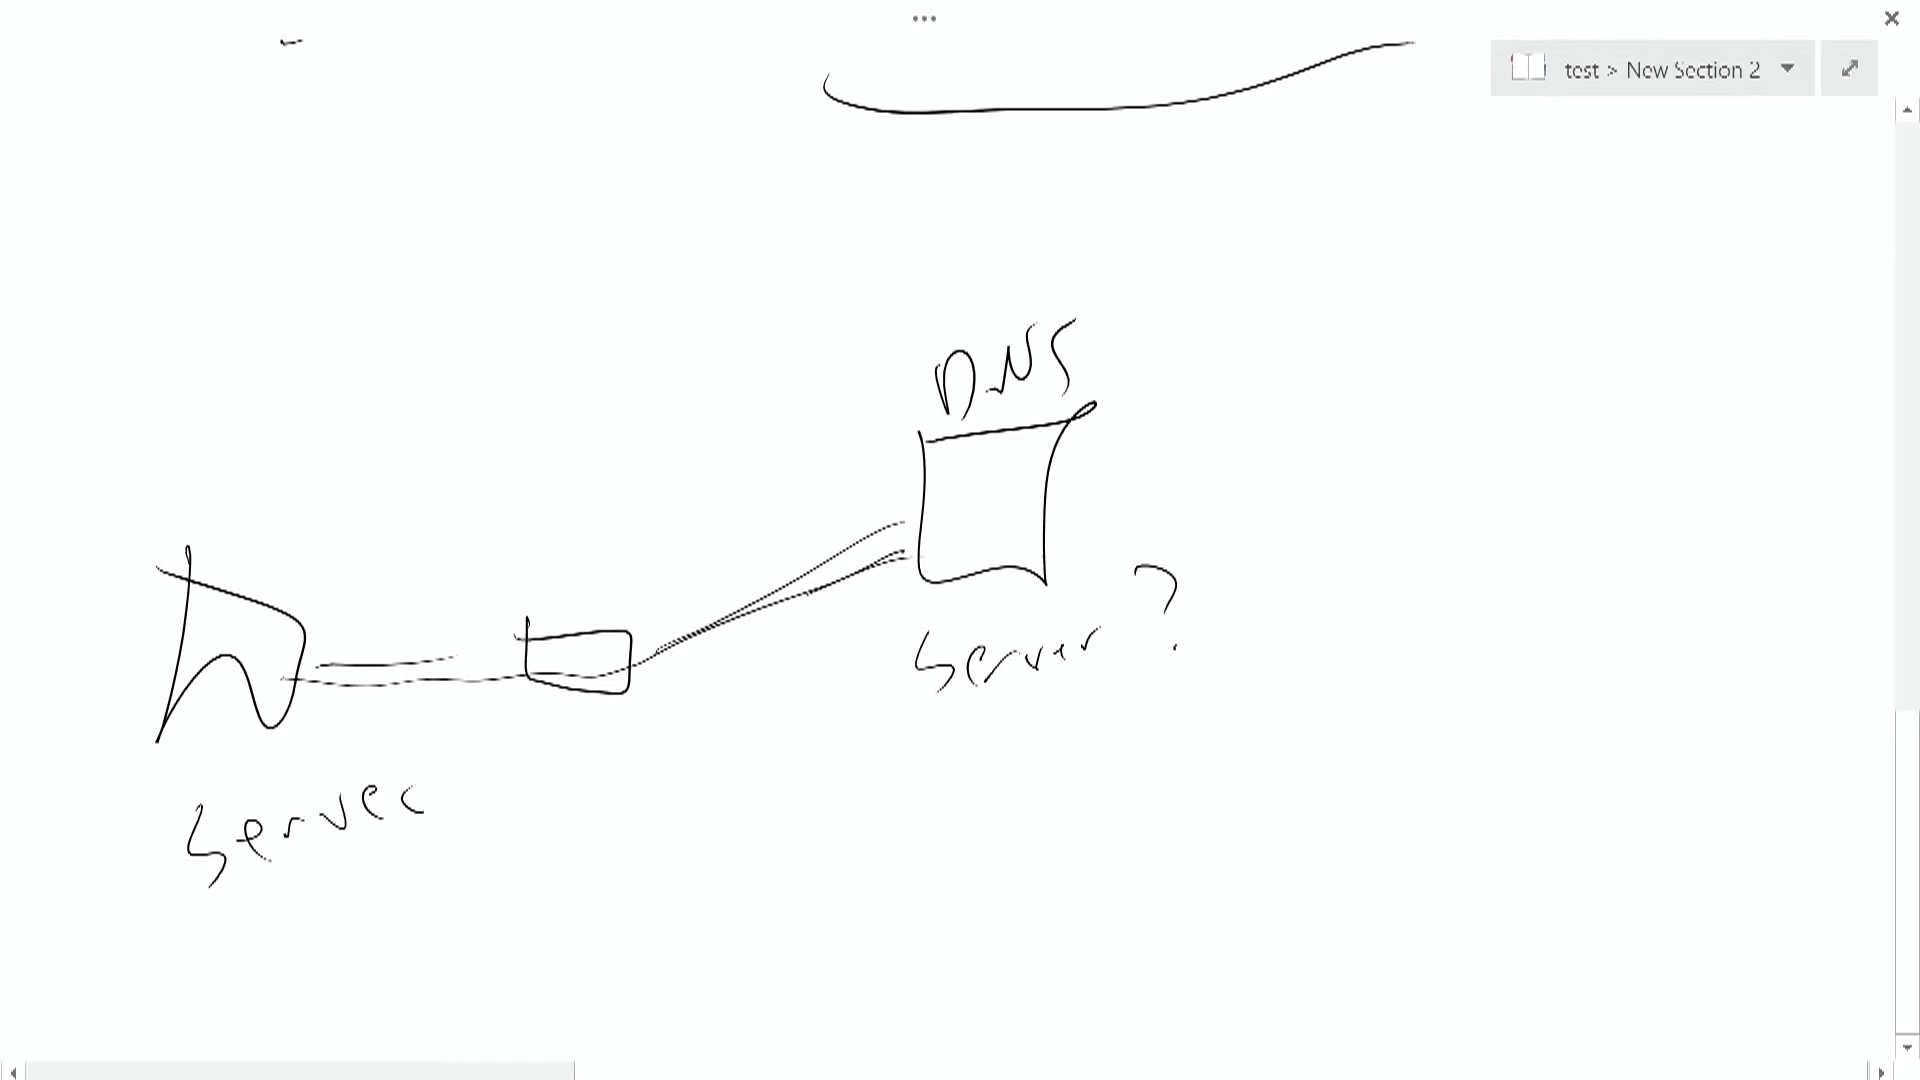 test > New Section 2
DNS
Server ?
Server